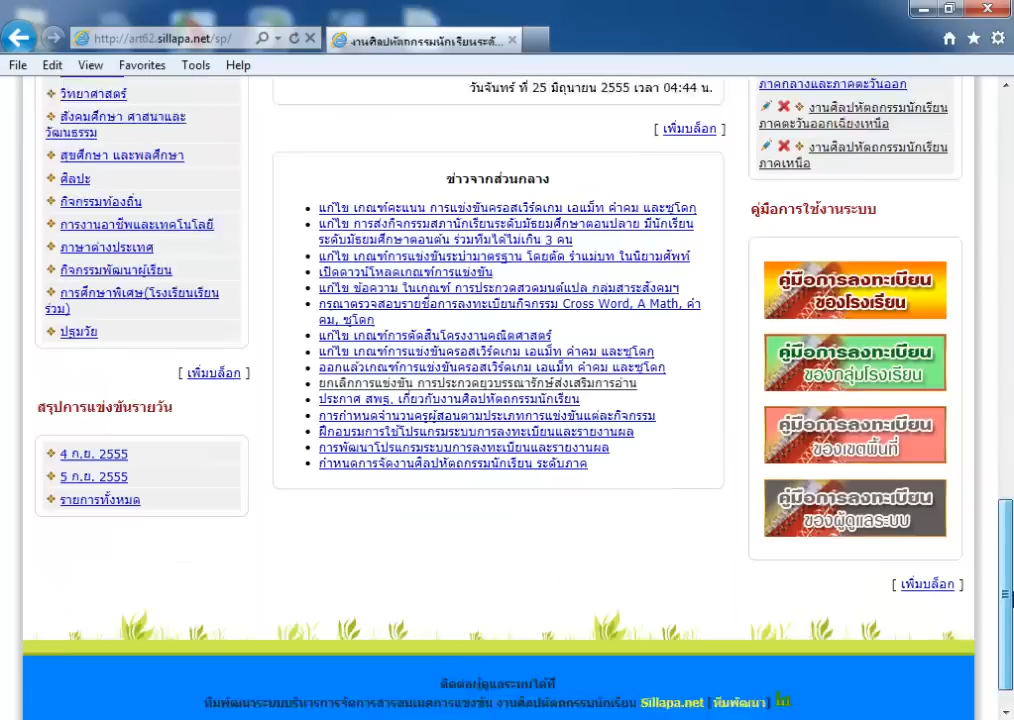 http://art62.sillapa.net/sp/
งานศิลปหัตถกรรมนักเรียนระดั...
File Edit View Favorites Tools Help
วิทยาศาสตร์
สังคมศึกษา ศาสนาและ
วัฒนธรรม
สุขศึกษา และพลศึกษา
ศิลปะ
กิจกรรมท้องถิ่น
การงานอาชีพและเทคโนโลยี
ภาษาต่างประเทศ
กิจกรรมพัฒนาผู้เรียน
การศึกษาพิเศษ(โรงเรียนเรียน
ร่วม)
ปฐมวัย
[ เพิ่มบล็อก ]
สรุปการแข่งขันรายวัน
4 ก.ย. 2555
5 ก.ย. 2555
รายการทั้งหมด
วันจันทร์ ที่ 25 มิถุนายน 2555 เวลา 04:44 น.
[ เพิ่มบล็อก ]
ข่าวจากส่วนกลาง
แก้ไข เกณฑ์คะแนน การแข่งขันครอสเวิร์ดเกม เอแม็ท คำคม และซูโดกุ
แก้ไข การส่งกิจกรรมสภานักเรียนระดับมัธยมศึกษาตอนปลาย มีนักเรียน
ระดับมัธยมศึกษาตอนต้น ร่วมทีมได้ไม่เกิน 3 คน
แก้ไข เกณฑ์การแข่งขันระบำมาตรฐาน โดยตัด รำแม่บท ในนิยามศัพท์
เปิดดาวน์โหลดเกณฑ์การแข่งขัน
แก้ไข ข้อความ ในเกณฑ์ การประกวดสวดมนต์แปล กลุ่มสาระสังคมฯ
กรุณาตรวจสอบรายชื่อการลงทะเบียนกิจกรรม Cross Word, A Math, คำ
คม, ซูโดกุ
แก้ไข เกณฑ์การตัดสินโครงงานคณิตศาสตร์
แก้ไข เกณฑ์การแข่งขันครอสเวิร์ดเกม เอแม็ท คำคม และซูโดกุ
ออกแล้วเกณฑ์การแข่งขันครอสเวิร์ดเกม เอแม็ท คำคม และซูโดกุ
ยกเลิกการแข่งขัน การประกวดยุวบรรณารักษ์ส่งเสริมการอ่าน
ประกาศ สพฐ. เกี่ยวกับงานศิลปหัตถกรรมนักเรียน
การกำหนดจำนวนครูผู้สอนตามประเภทการแข่งขันแต่ละกิจกรรม
ฝึกอบรมการใช้โปรแกรมระบบการลงทะเบียนและรายงานผล
การพัฒนาโปรแกรมระบบการลงทะเบียนและรายงานผล
กำหนดการจัดงานศิลปหัตถกรรมนักเรียน ระดับภาค
ภาคกลางและภาคตะวันออก
งานศิลปหัตถกรรมนักเรียน
ภาคตะวันออกเฉียงเหนือ
งานศิลปหัตถกรรมนักเรียน
ภาคเหนือ
คู่มือการใช้งานระบบ
คู่มือการลงทะเบียน
ของโรงเรียน
คู่มือการลงทะเบียน
ของกลุ่มโรงเรียน
คู่มือการลงทะเบียน
ของเขตพื้นที่
คู่มือการลงทะเบียน
ของผู้ดูแลระบบ
[ เพิ่มบล็อก ]
ติดต่อผู้ดูแลระบบได้ที่
ทีมพัฒนาระบบบริหารการจัดการสารสนเทศการแข่งขัน งานศิลปหัตถกรรมนักเรียน Sillapa.net [ทีมพัฒนา]